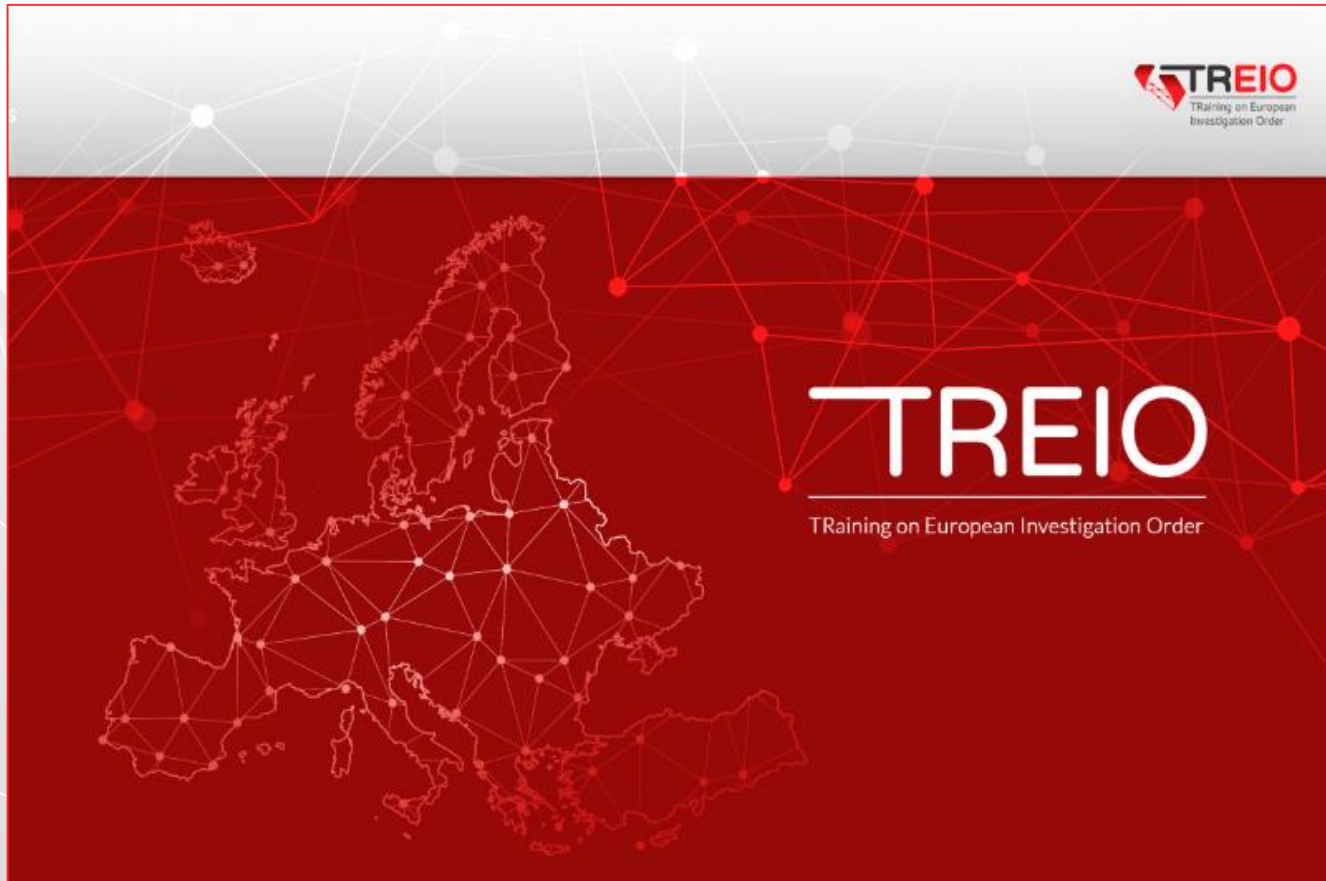 s
TREIO
TRaining on European
Investigation Order
TREIO
TRaining on European Investigation Order